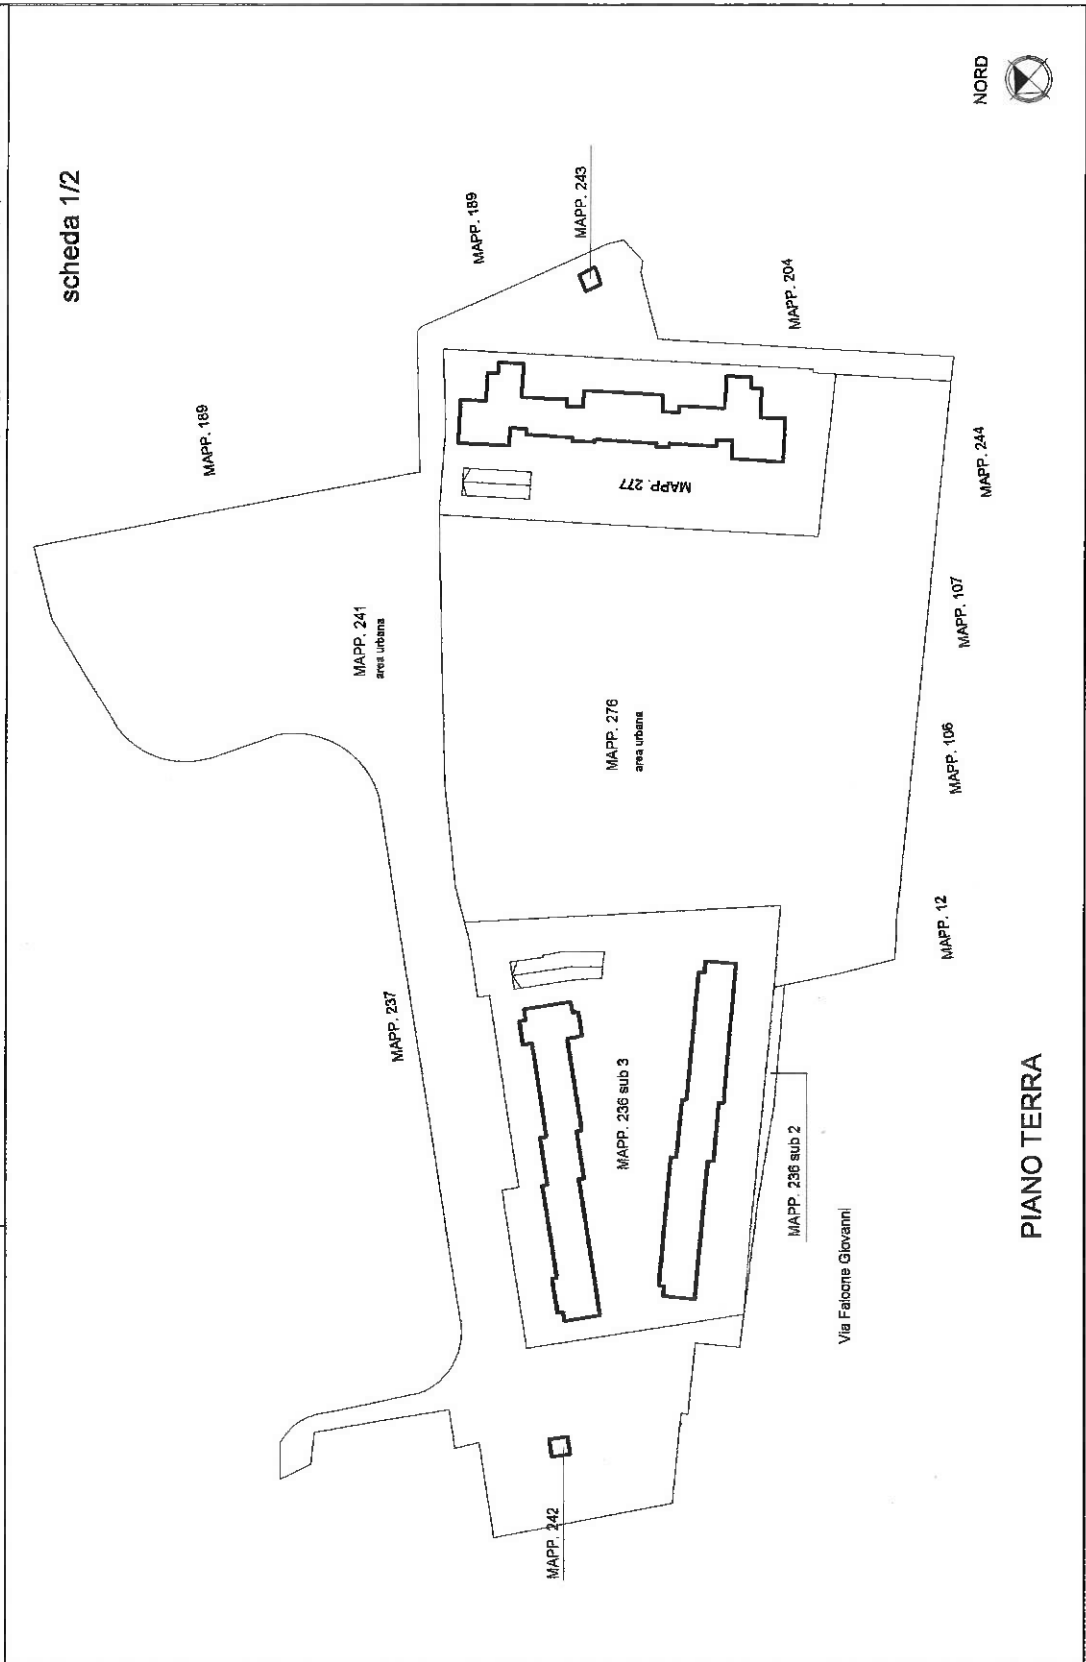 scheda 1/2
NORD
MAPP. 189
MAPP. 189
MAPP. 243
MAPP. 204
MAPP. 277
MAPP. 244
MAPP. 241
area urbana
MAPP. 276
area urbana
MAPP. 107
MAPP. 106
MAPP. 12
MAPP. 237
MAPP. 236 sub 3
MAPP. 236 sub 2
MAPP. 242
Via Falcone Giovanni
PIANO TERRA